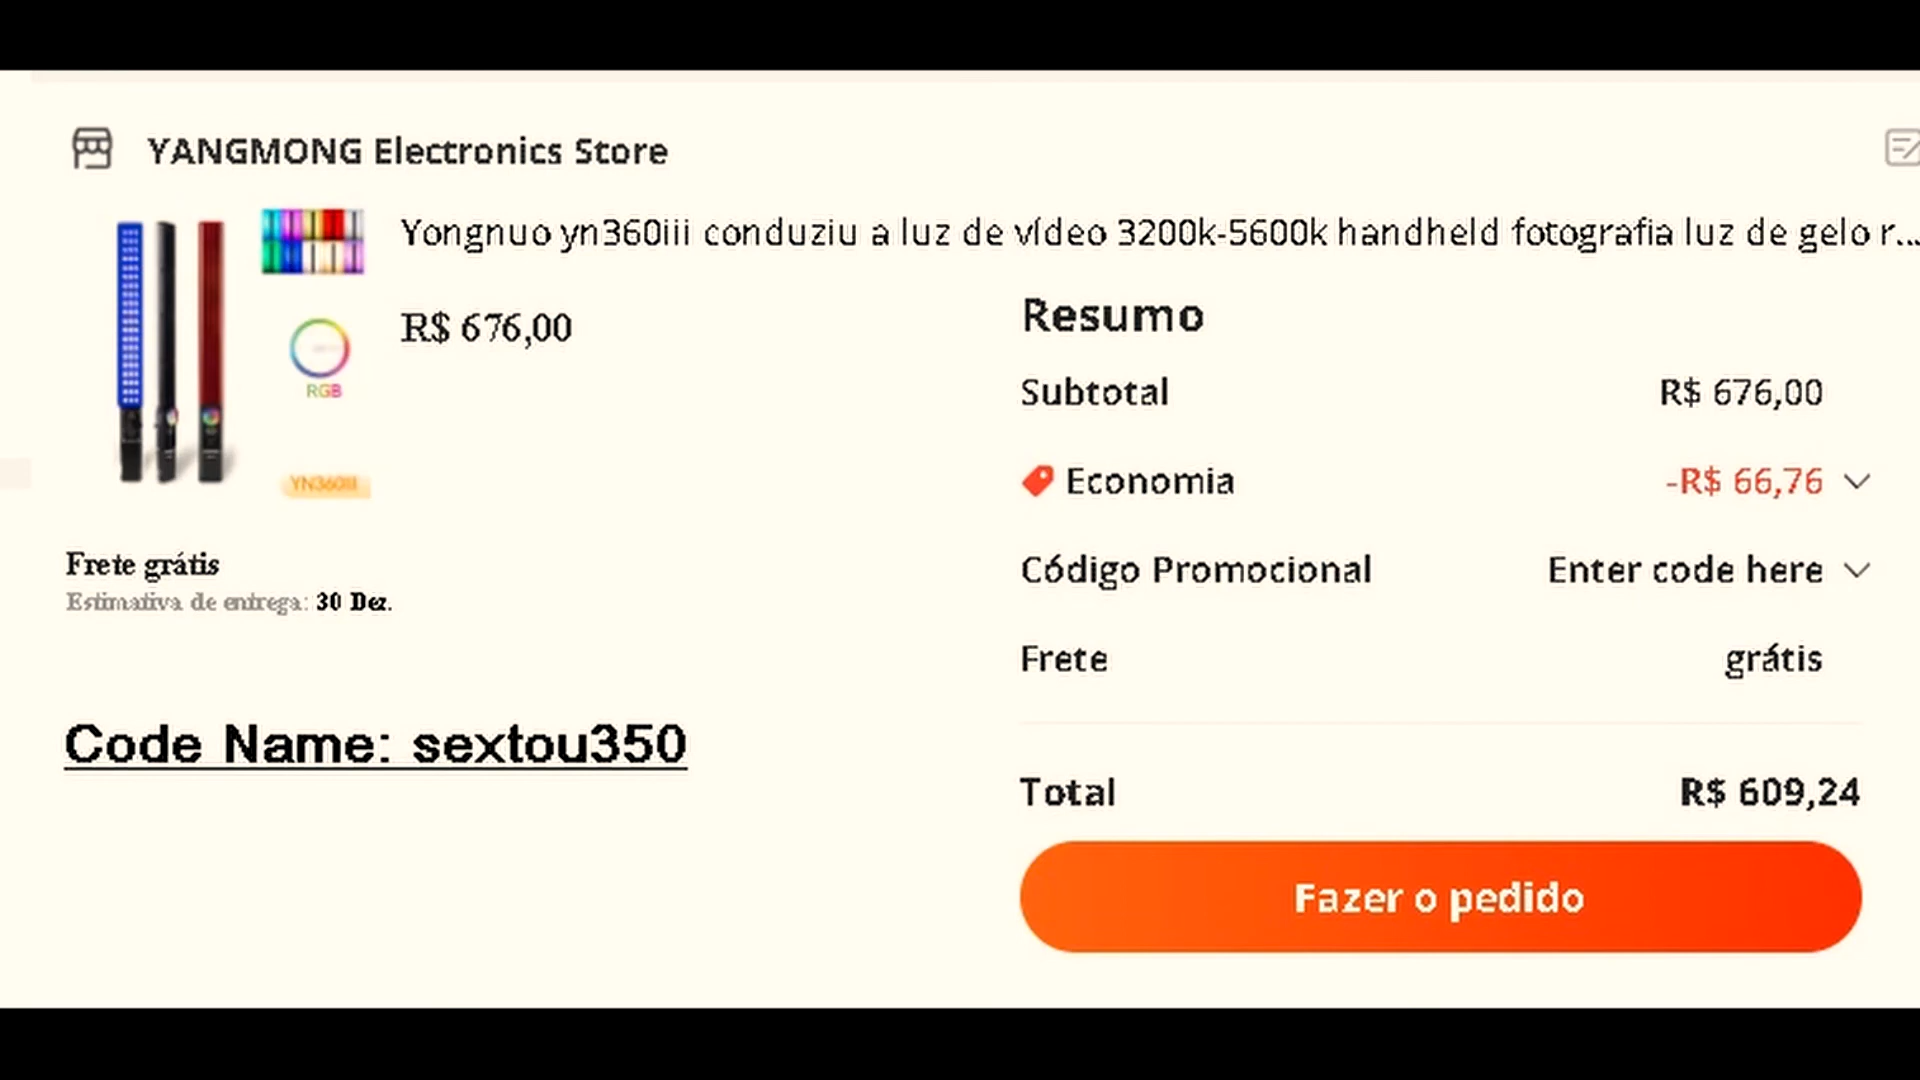 YANGMONG Electronics Store
Yongnuo yn360iii conduziu a luz de vídeo 3200k-5600k handheld fotografia luz de gelo r...
R$ 676,00
RGB
YN360III
Frete grátis
Estimativa de entrega: 30 Dez.
Code Name: sextou350
Resumo
Subtotal R$ 676,00
Economia -R$ 66,76
Código Promocional Enter code here
Frete grátis
Total R$ 609,24
Fazer o pedido